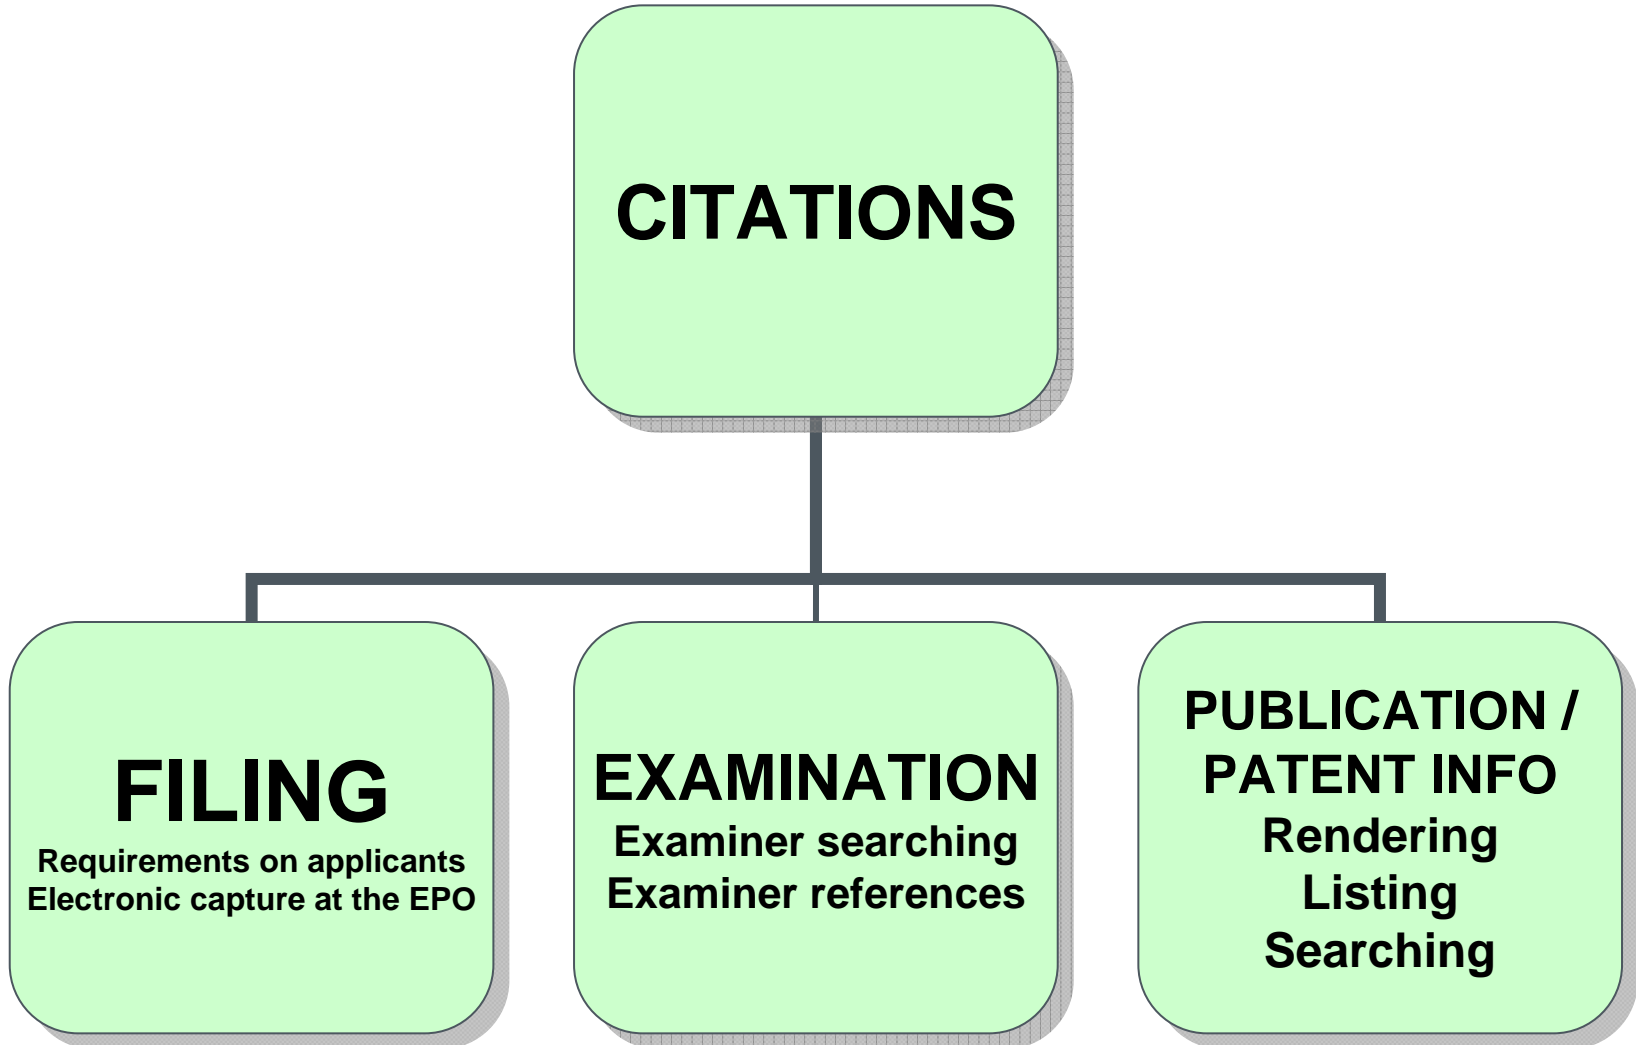 CITATIONS
FILING
Requirements on applicants
Electronic capture at the EPO
EXAMINATION
Examiner searching
Examiner references
PUBLICATION /
PATENT INFO
Rendering
Listing
Searching